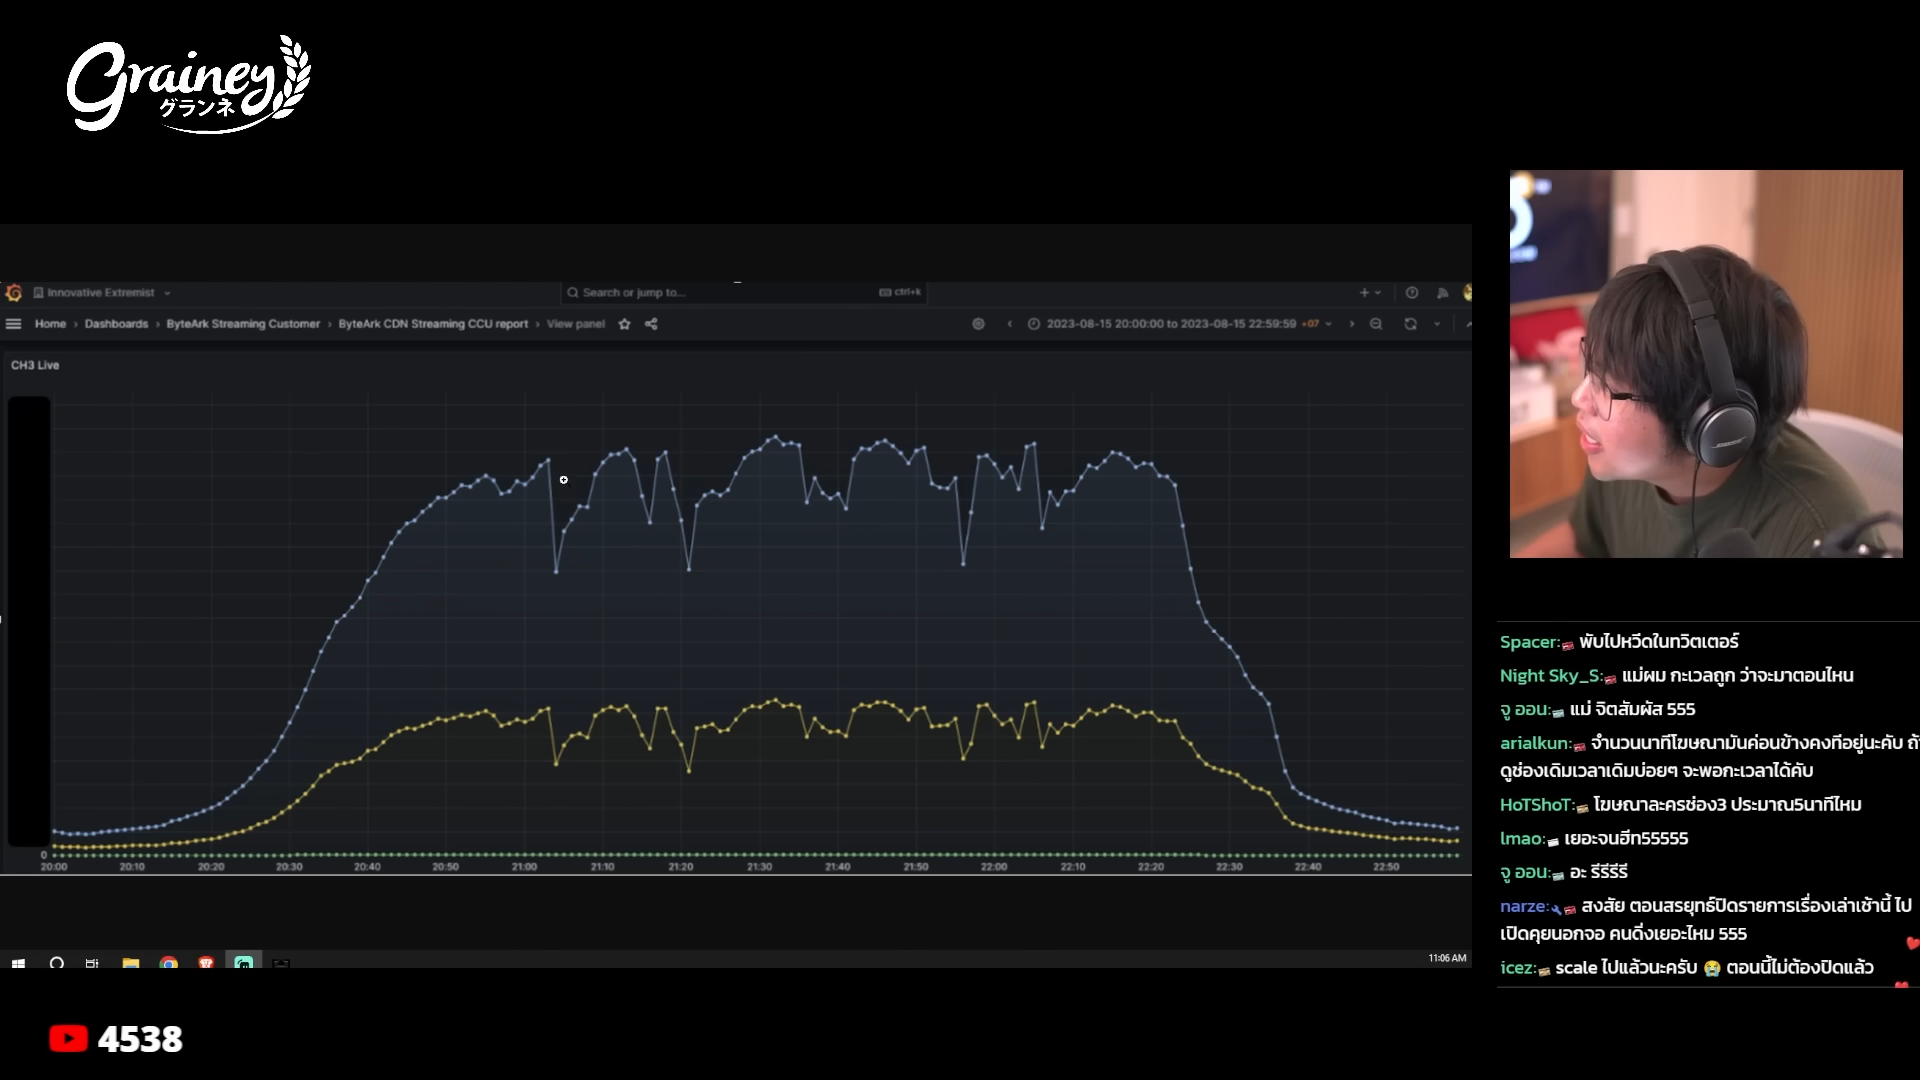 Grainey
グランネ
Innovative Extremist
Search or jump to...
ctrl+k
Home › Dashboards › ByteArk Streaming Customer › ByteArk CDN Streaming CCU report › View panel
2023-08-15 20:00:00 to 2023-08-15 22:59:59 +07
CH3 Live
0
20:00 20:10 20:20 20:30 20:40 20:50 21:00 21:10 21:20 21:30 21:40 21:50 22:00 22:10 22:20 22:30 22:40 22:50
11:06 AM
4538
BOSE
Spacer: พับไปหวีดในทวิตเตอร์
Night Sky_S: แม่ผม กะเวลถูก ว่าจะมาตอนไหน
จู ออน: แม่ จิตสัมผัส 555
arialkun: จำนวนนาทีโฆษณามันค่อนข้างคงที่อยู่นะคับ ถ้
ดูช่องเดิมเวลาเดิมบ่อยๆ จะพอกะเวลาได้คับ
HoTShoT: โฆษณาละครช่อง3 ประมาณ5นาทีไหม
lmao: เยอะจนฮีท55555
จู ออน: อะ รีรีรีรี
narze: สงสัย ตอนสรยุทธ์ปิดรายการเรื่องเล่าเช้านี้ ไป
เปิดคุยนอกจอ คนดิ่งเยอะไหม 555
icez: scale ไปแล้วนะครับ 😭 ตอนนี้ไม่ต้องปิดแล้ว